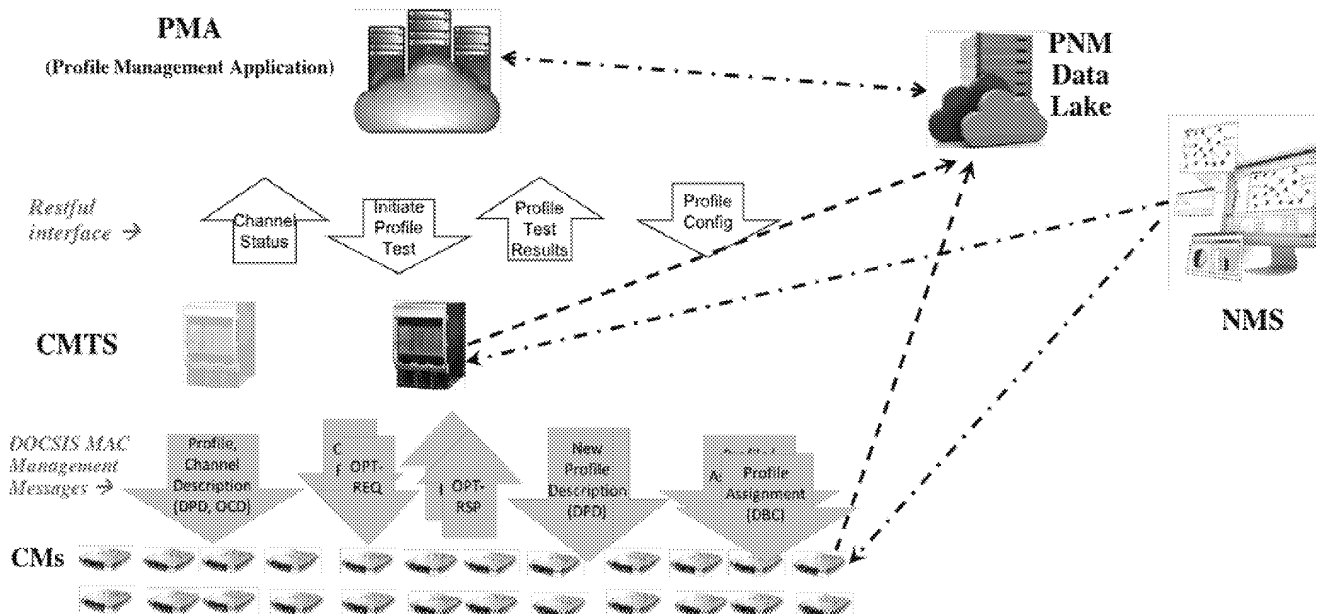 PMA
(Profile Management Application)
PNM
Data
Lake
Restful
interface →
Channel
Status
Initiate
Profile
Test
Profile
Test
Results
Profile
Config
NMS
CMTS
DOCSIS MAC
Management
Messages →
Profile,
Channel
Description
(DPD, OCD)
OPT-
REQ
OPT-
RSP
New
Profile
Description
(DPD)
Profile
Assignment
(DBC)
CMs